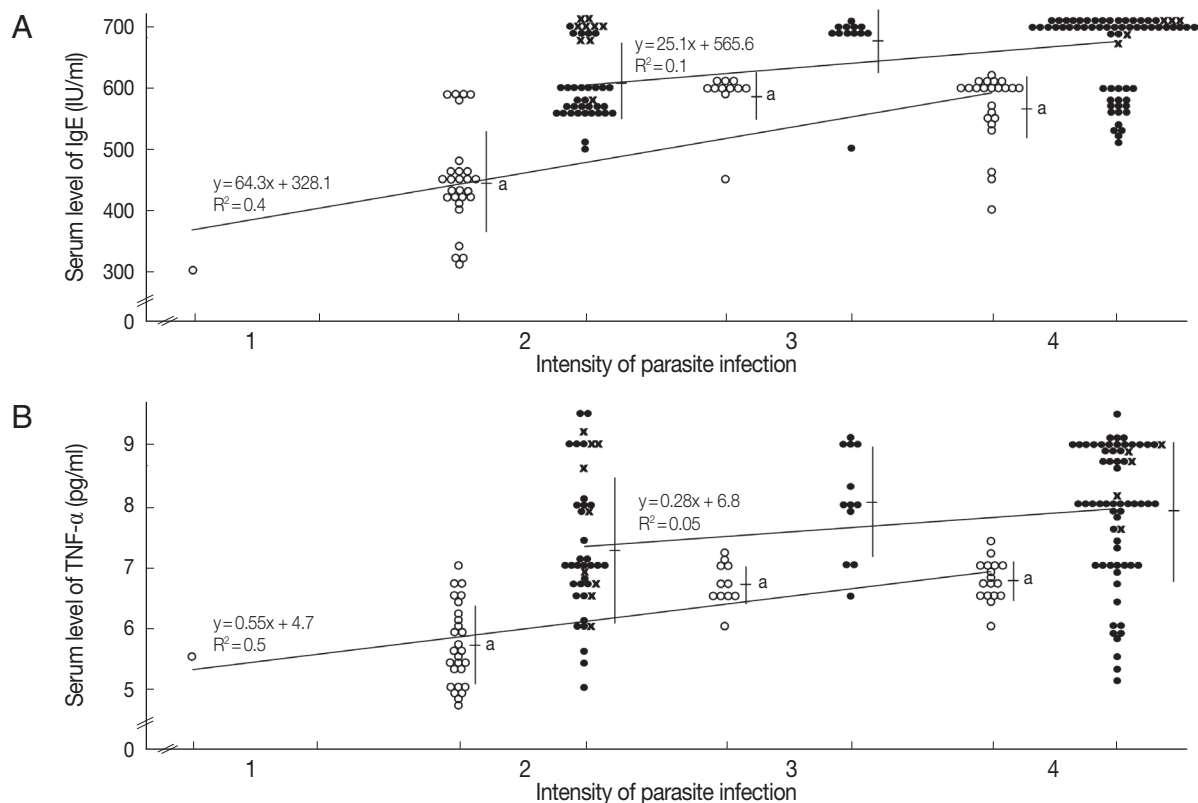 A
Serum level of IgE (IU/ml)
700
600
500
400
300
0
y=25.1x + 565.6
R²=0.1
a
a
a
y=64.3x + 328.1
R²=0.4
1 2 3 4
Intensity of parasite infection
B
Serum level of TNF-α (pg/ml)
9
8
7
6
5
0
y=0.28x + 6.8
R²=0.05
a
a
a
y=0.55x + 4.7
R²=0.5
1 2 3 4
Intensity of parasite infection